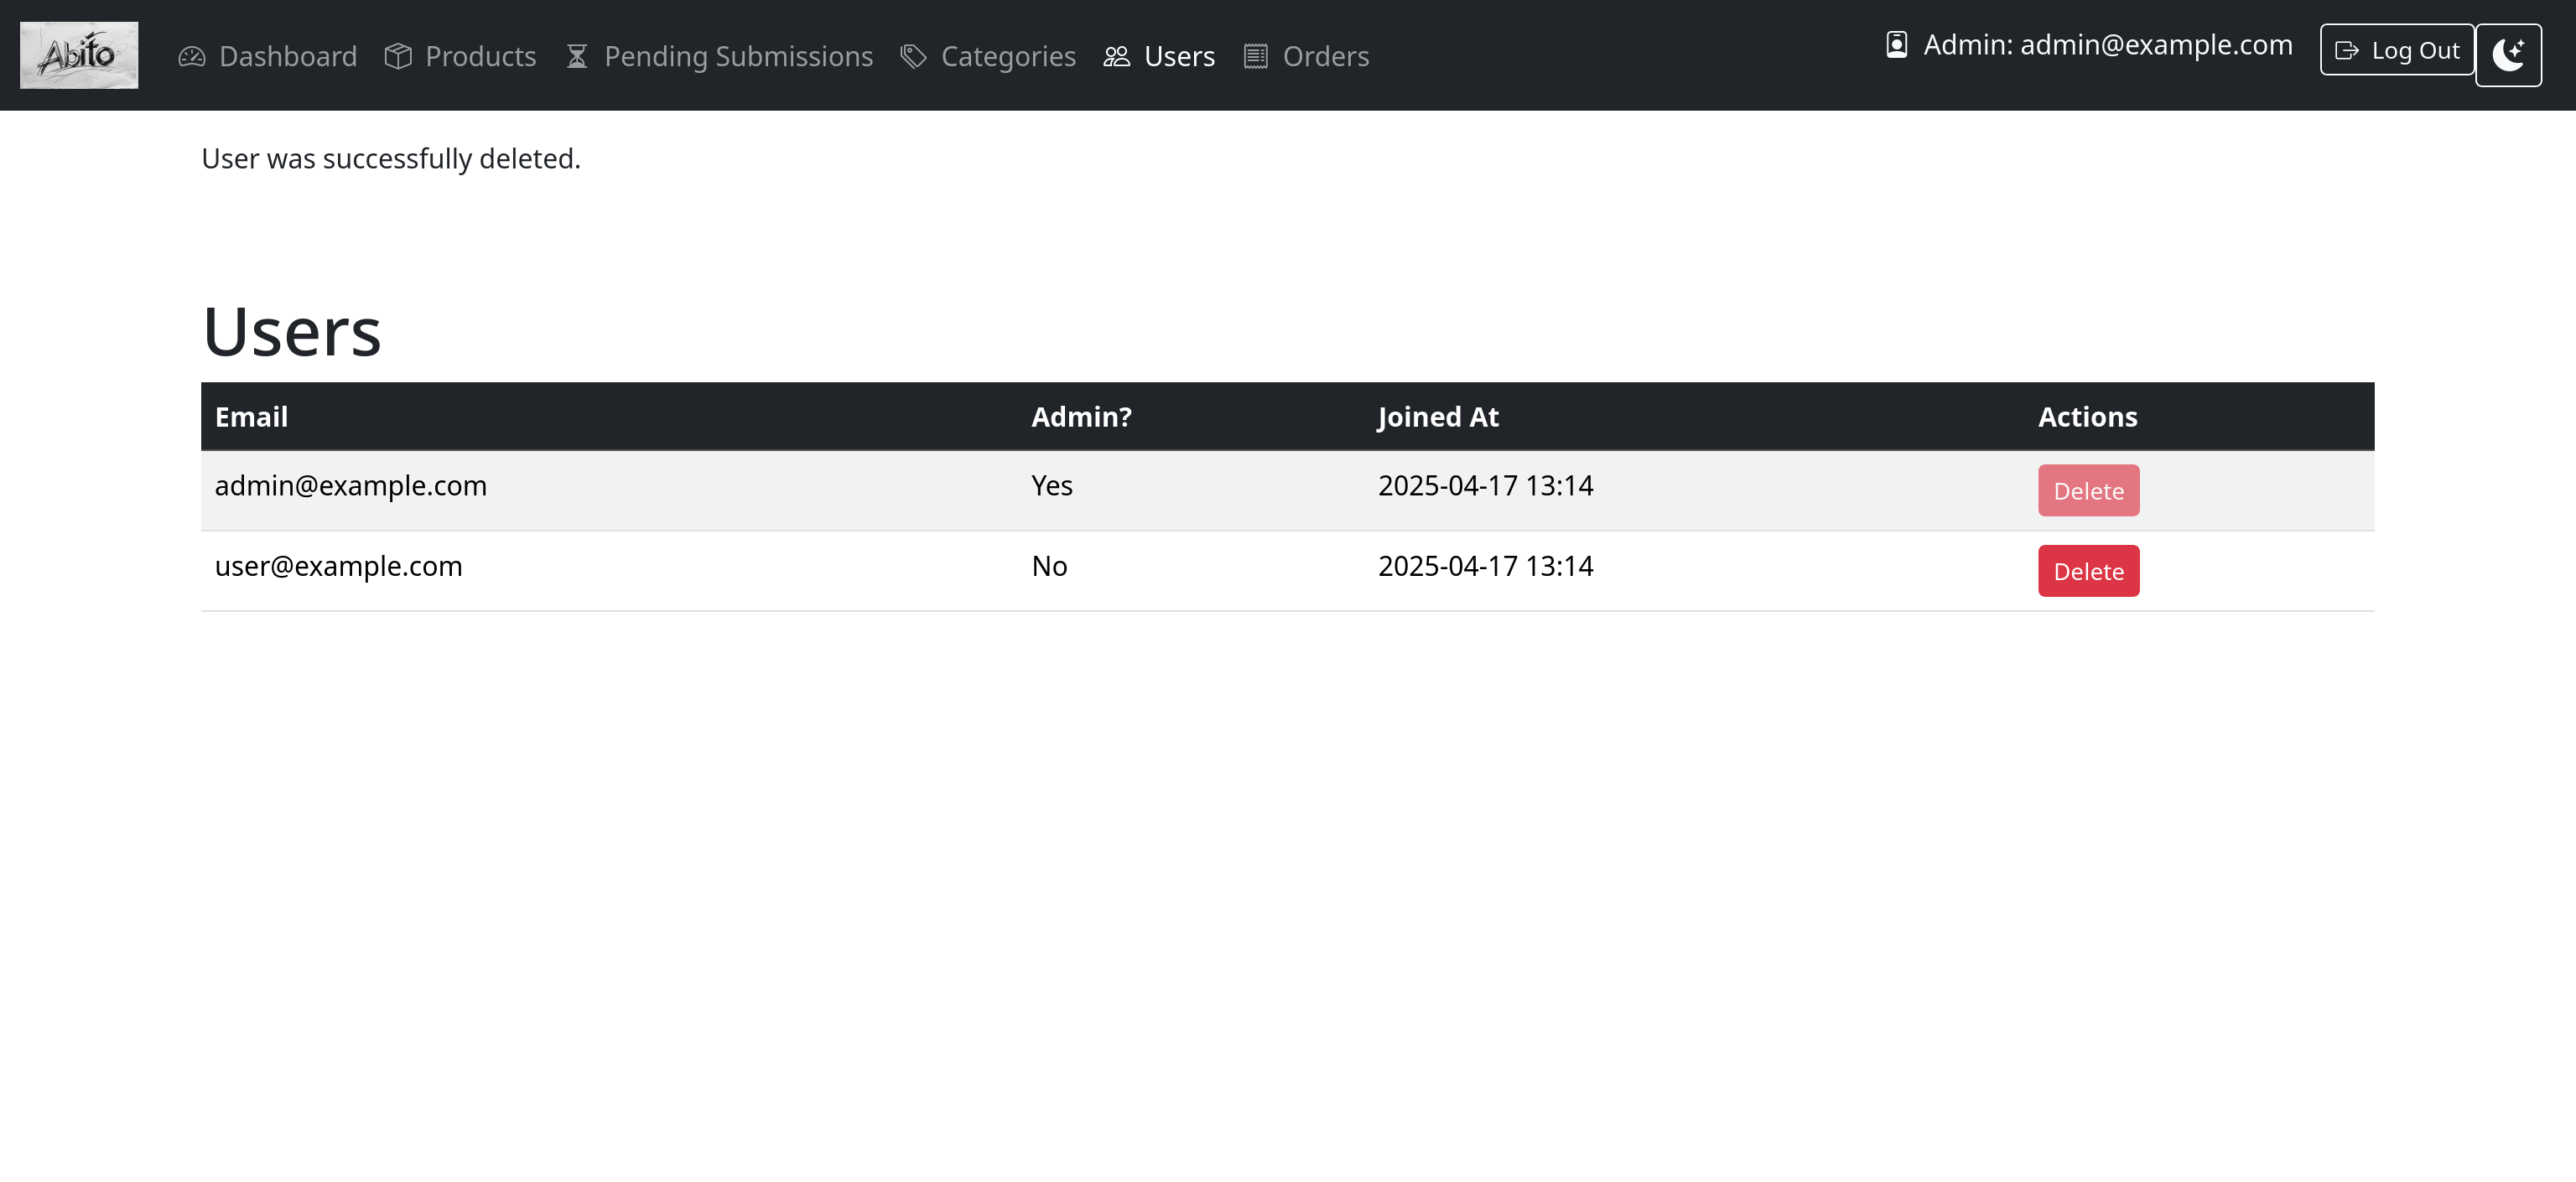 Abito Dashboard Products Pending Submissions Categories Users Orders Admin: admin@example.com Log Out
User was successfully deleted.
Users
Email Admin? Joined At Actions
admin@example.com Yes 2025-04-17 13:14 Delete
user@example.com No 2025-04-17 13:14 Delete